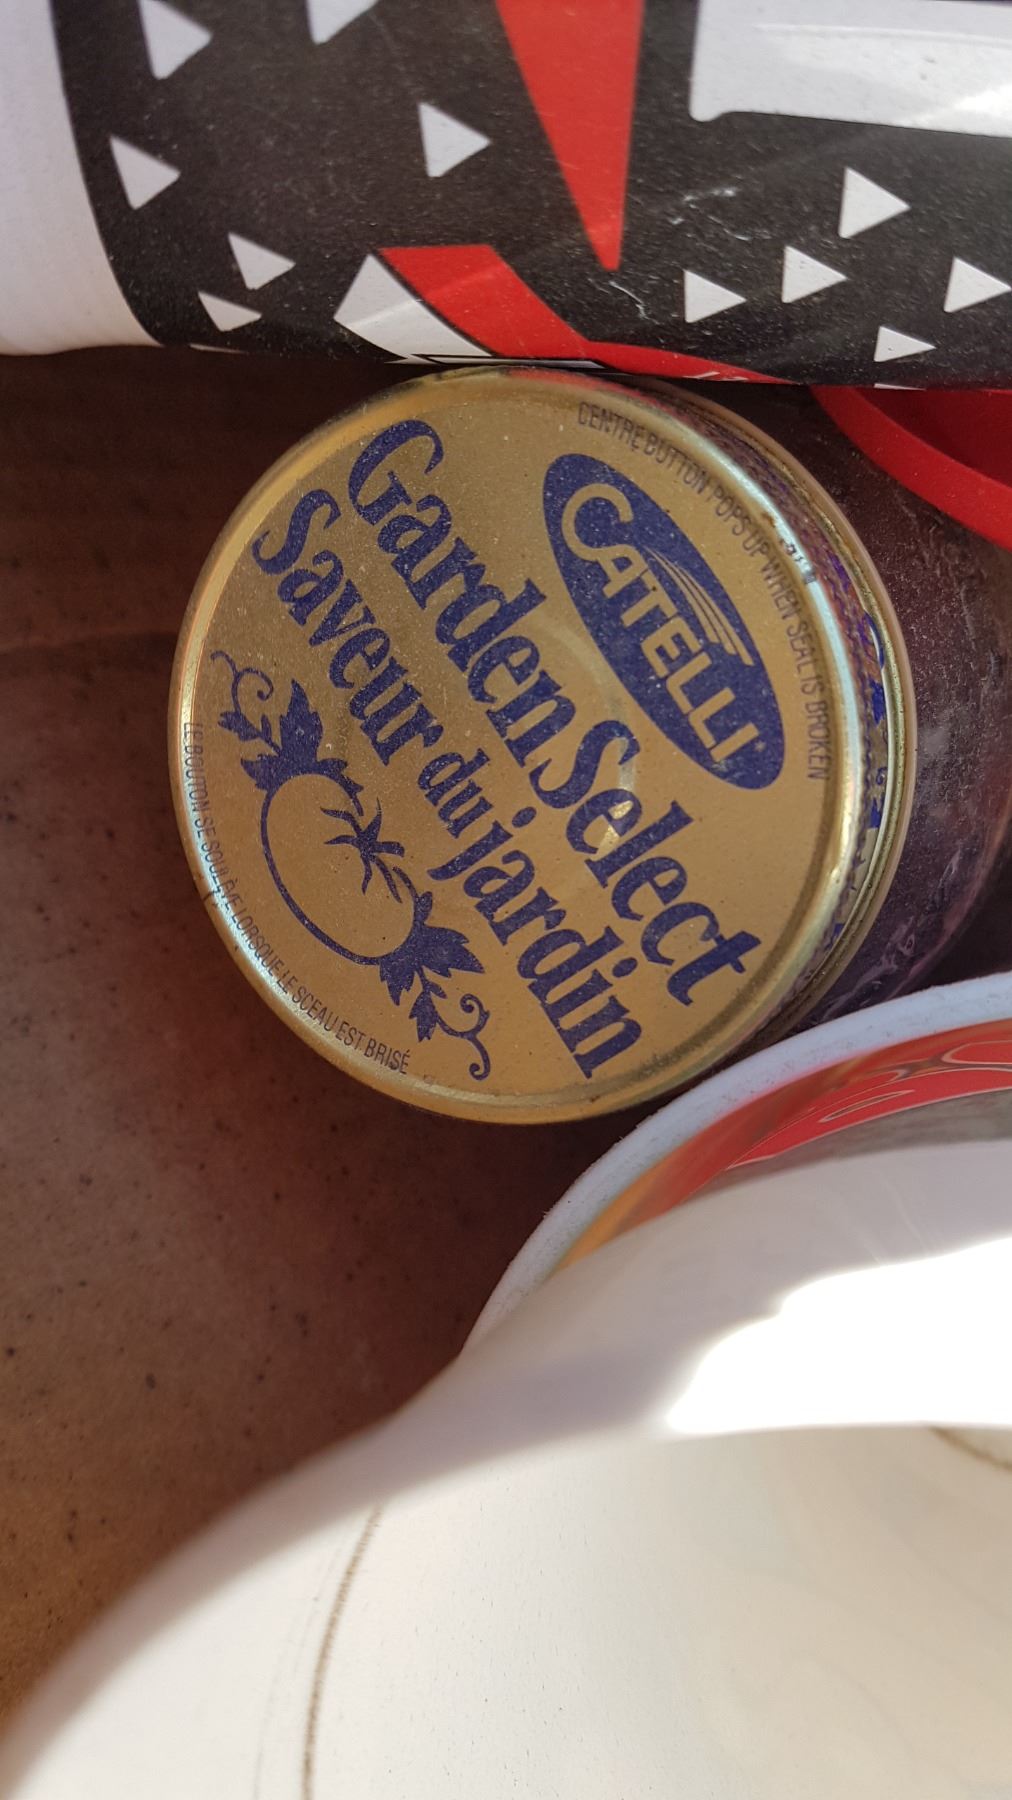 CENTRE BUTTON POPS UP WHEN SEAL IS BROKEN
CATELLI
Garden Select
Saveur du jardin
LE BOUTON SE SOULÈVE LORSQUE LE SCEAU EST BRISÉ